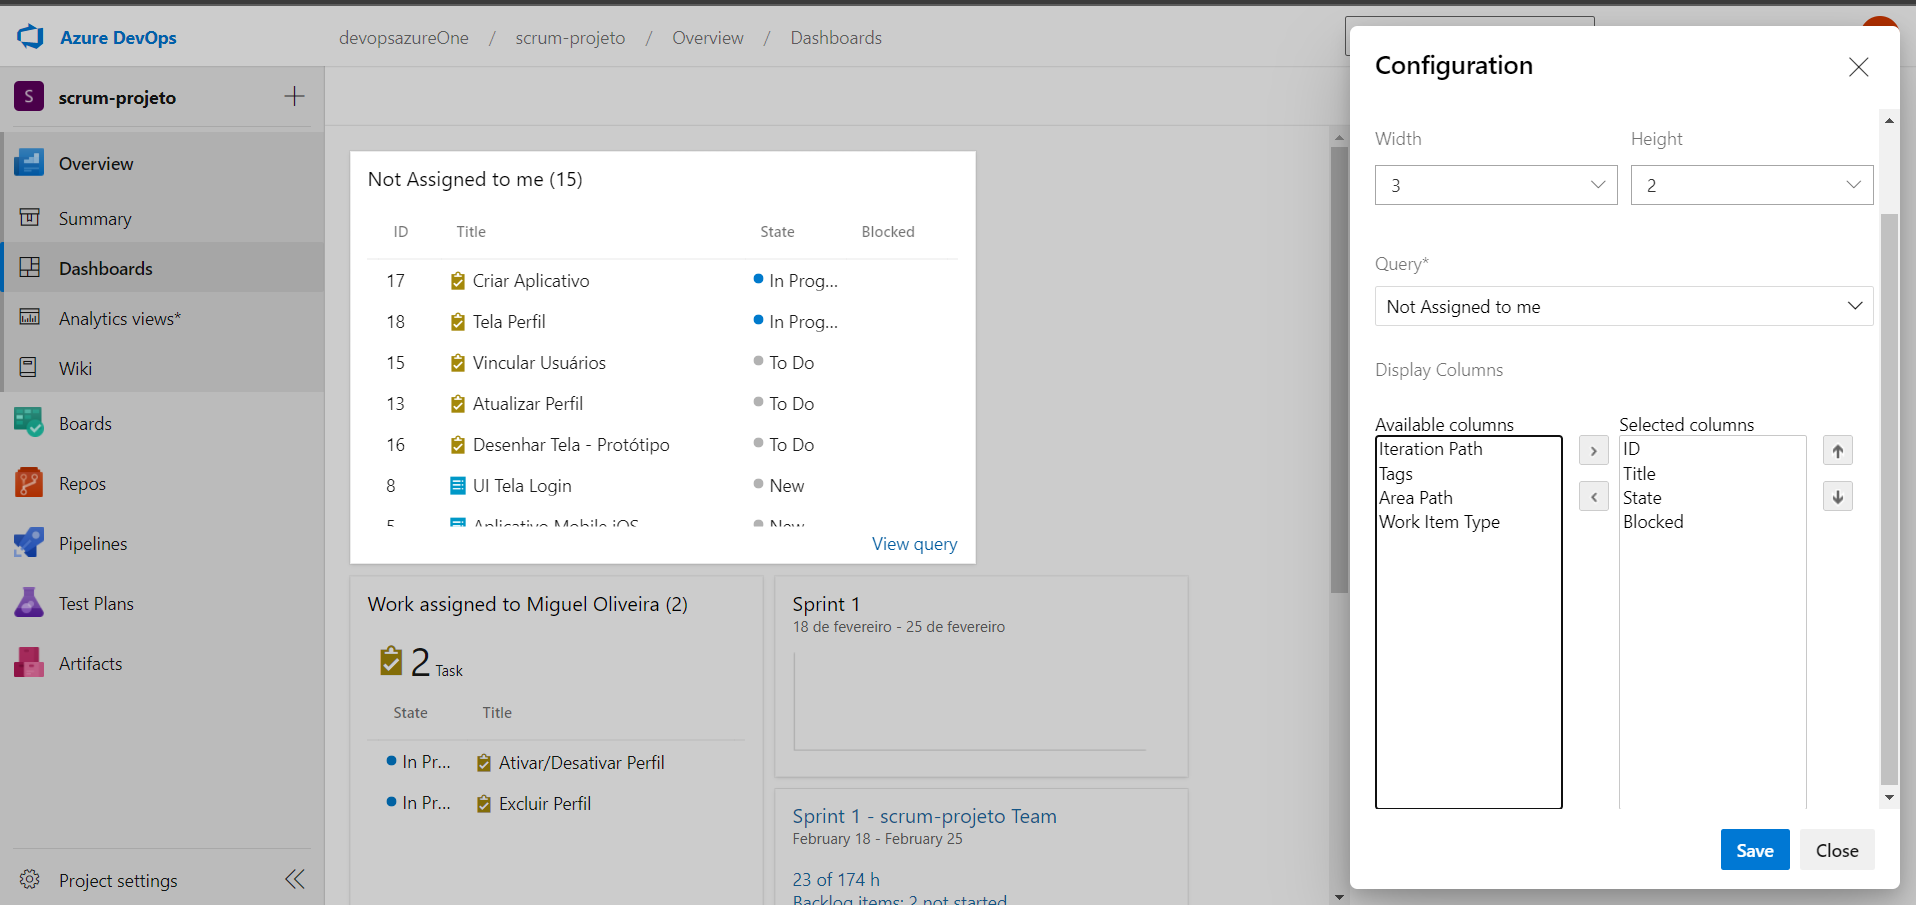 Azure DevOps
devopsazureOne / scrum-projeto / Overview / Dashboards
S scrum-projeto
Overview
Summary
Dashboards
Analytics views*
Wiki
Boards
Repos
Pipelines
Test Plans
Artifacts
Project settings
Not Assigned to me (15)
ID Title State Blocked
17 Criar Aplicativo In Prog...
18 Tela Perfil In Prog...
15 Vincular Usuários To Do
13 Atualizar Perfil To Do
16 Desenhar Tela - Protótipo To Do
8 UI Tela Login New
5 Aplicativo Mobile iOS New
View query
Work assigned to Miguel Oliveira (2)
2 Task
State Title
In Pr... Ativar/Desativar Perfil
In Pr... Excluir Perfil
Sprint 1
18 de fevereiro - 25 de fevereiro
Sprint 1 - scrum-projeto Team
February 18 - February 25
23 of 174 h
Backlog items: 2 not started
Configuration
Width Height
3 2
Query*
Not Assigned to me
Display Columns
Available columns
Iteration Path
Tags
Area Path
Work Item Type
Selected columns
ID
Title
State
Blocked
Save Close